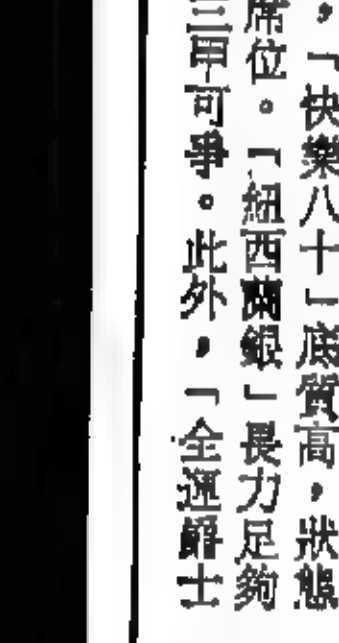 ，「快樂八十」底質高，狀態
席位。「紐西蘭銀」長力足夠
三甲可爭。此外，「全運爵士